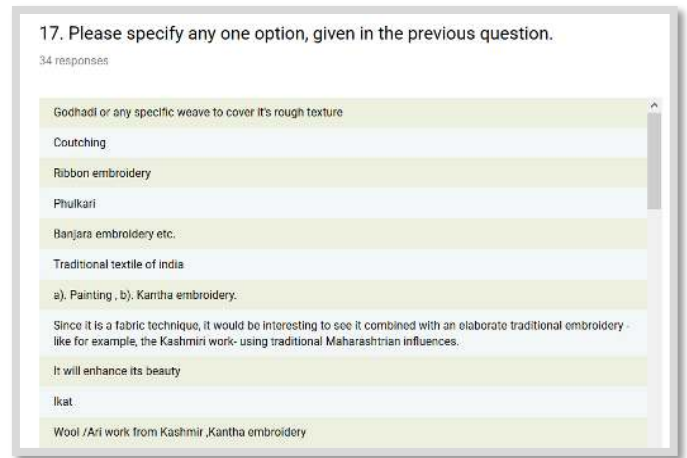 17. Please specify any one option, given in the previous question.
34 responses
Godhadi or any specific weave to cover it's rough texture
Coutching
Ribbon embroidery
Phulkari
Banjara embroidery etc.
Traditional textile of india
a). Painting , b). Kantha embroidery.
Since it is a fabric technique, it would be interesting to see it combined with an elaborate traditional embroidery -
like for example, the Kashmiri work- using traditional Maharashtrian influences.
It will enhance its beauty
Ikat
Wool /Ari work from Kashmir ,Kantha embroidery